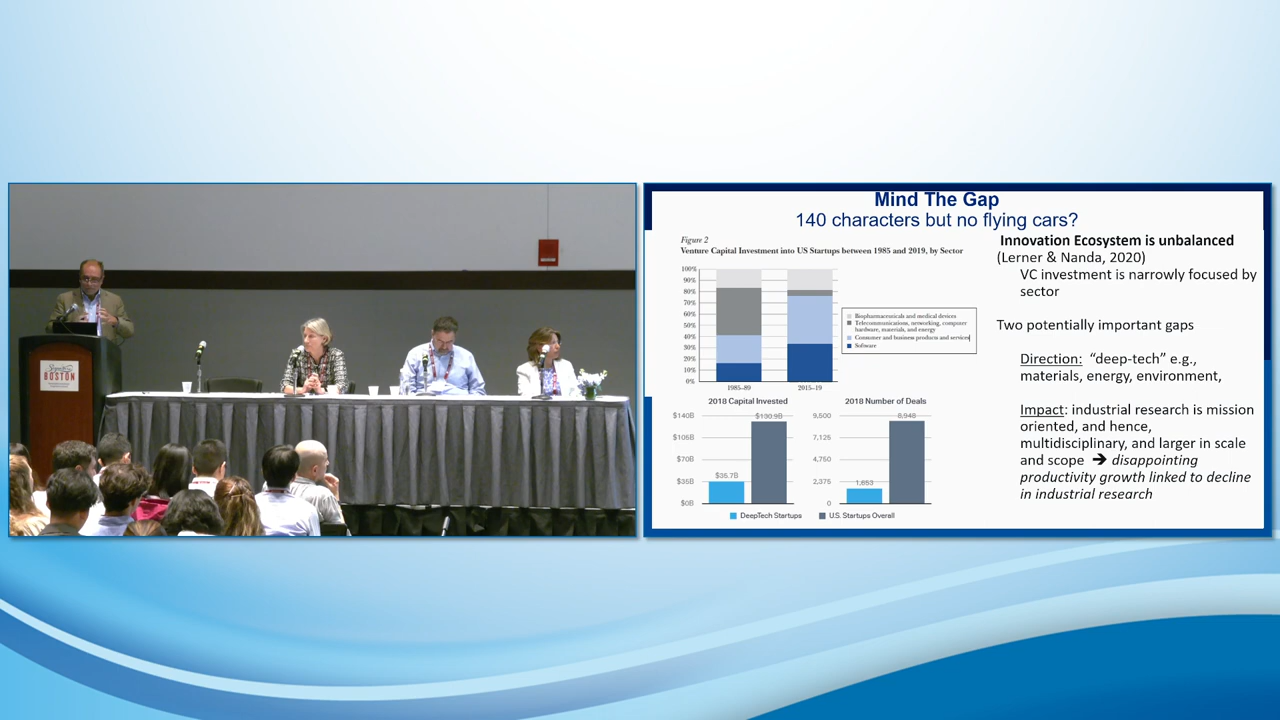 BOSTON
Mind The Gap
140 characters but no flying cars?
Figure 2
Venture Capital Investment into US Startups between 1985 and 2019, by Sector
100%
90%
80%
70%
60%
50%
40%
30%
20%
10%
0%
1985–89
2015–19
Biopharmaceuticals and medical devices
Telecommunications, networking, computer
hardware, materials, and energy
Consumer and business products and services
Software
2018 Capital Invested
$140B
$105B
$70B
$35B
$0B
$35.7B
$130.9B
2018 Number of Deals
9,500
7,125
4,750
2,375
0
1,653
8,948
DeepTech Startups
U.S. Startups Overall
Innovation Ecosystem is unbalanced
(Lerner & Nanda, 2020)
VC investment is narrowly focused by
sector
Two potentially important gaps
Direction: “deep-tech” e.g.,
materials, energy, environment,
Impact: industrial research is mission
oriented, and hence,
multidisciplinary, and larger in scale
and scope ➔ disappointing
productivity growth linked to decline
in industrial research